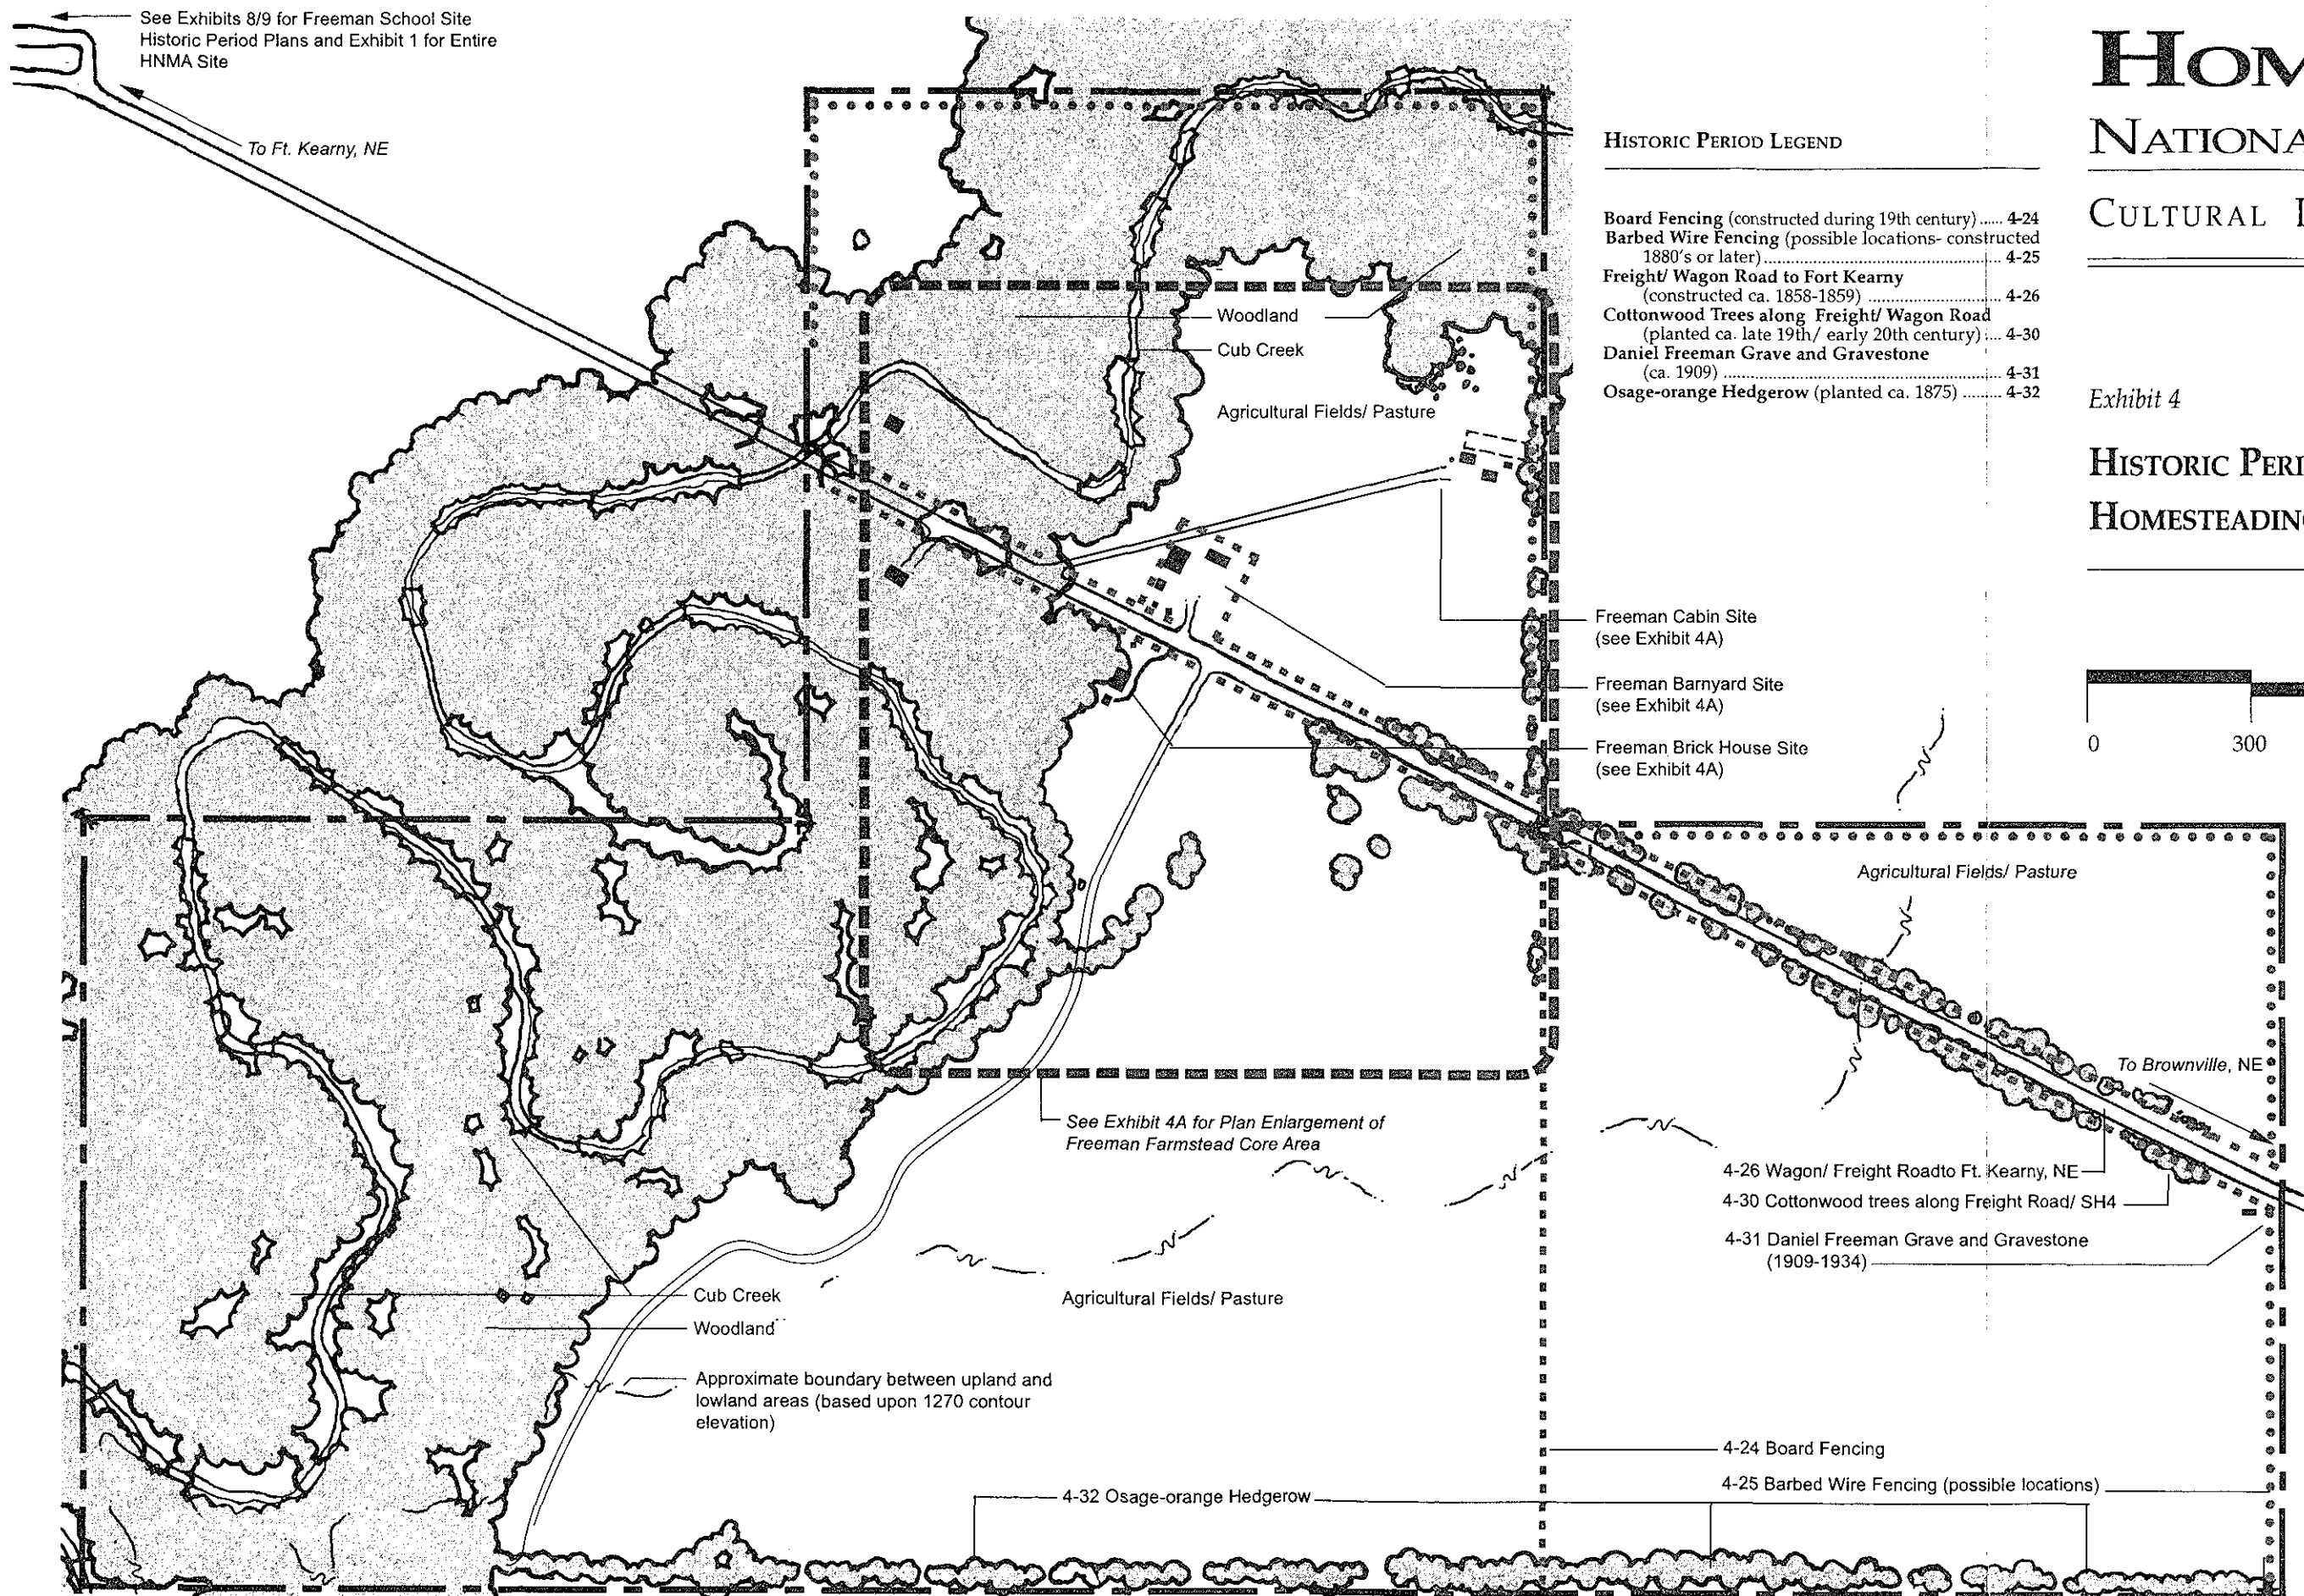 See Exhibits 8/9 for Freeman School Site
Historic Period Plans and Exhibit 1 for Entire
HNMA Site
To Ft. Kearny, NE
HISTORIC PERIOD LEGEND
Board Fencing (constructed during 19th century) ...... 4-24
Barbed Wire Fencing (possible locations- constructed
1880's or later) ...... 4-25
Freight/ Wagon Road to Fort Kearny
(constructed ca. 1858-1859) ...... 4-26
Cottonwood Trees along Freight/ Wagon Road
(planted ca. late 19th/ early 20th century) .... 4-30
Daniel Freeman Grave and Gravestone
(ca. 1909) ...... 4-31
Osage-orange Hedgerow (planted ca. 1875) ...... 4-32
HOM
NATIONA
CULTURAL
Exhibit 4
HISTORIC PERI
HOMESTEADIN
0 300
Woodland
Cub Creek
Agricultural Fields/ Pasture
Freeman Cabin Site
(see Exhibit 4A)
Freeman Barnyard Site
(see Exhibit 4A)
Freeman Brick House Site
(see Exhibit 4A)
Agricultural Fields/ Pasture
To Brownville, NE
See Exhibit 4A for Plan Enlargement of
Freeman Farmstead Core Area
4-26 Wagon/ Freight Roadto Ft. Kearny, NE
4-30 Cottonwood trees along Freight Road/ SH4
4-31 Daniel Freeman Grave and Gravestone
(1909-1934)
Cub Creek
Woodland
Agricultural Fields/ Pasture
Approximate boundary between upland and
lowland areas (based upon 1270 contour
elevation)
4-24 Board Fencing
4-25 Barbed Wire Fencing (possible locations)
4-32 Osage-orange Hedgerow